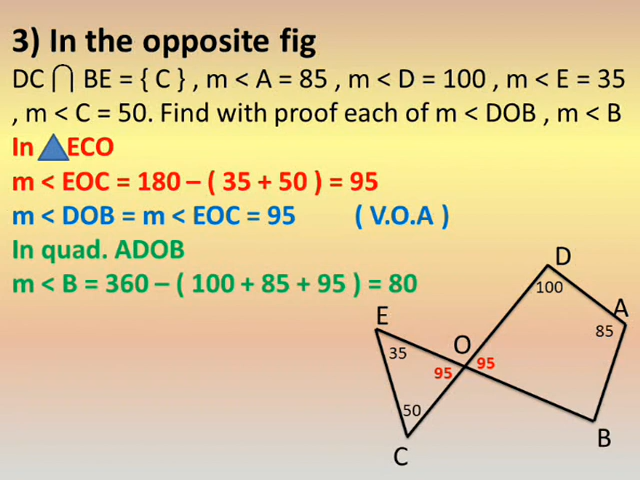 3) In the opposite fig
DC ⋂ BE = { C } , m < A = 85 , m < D = 100 , m < E = 35
, m < C = 50. Find with proof each of m < DOB , m < B
In ECO
m < EOC = 180 – ( 35 + 50 ) = 95
m < DOB = m < EOC = 95 ( V.O.A )
In quad. ADOB
m < B = 360 – ( 100 + 85 + 95 ) = 80
D
100
A
85
E
O
35
95
95
50
B
C